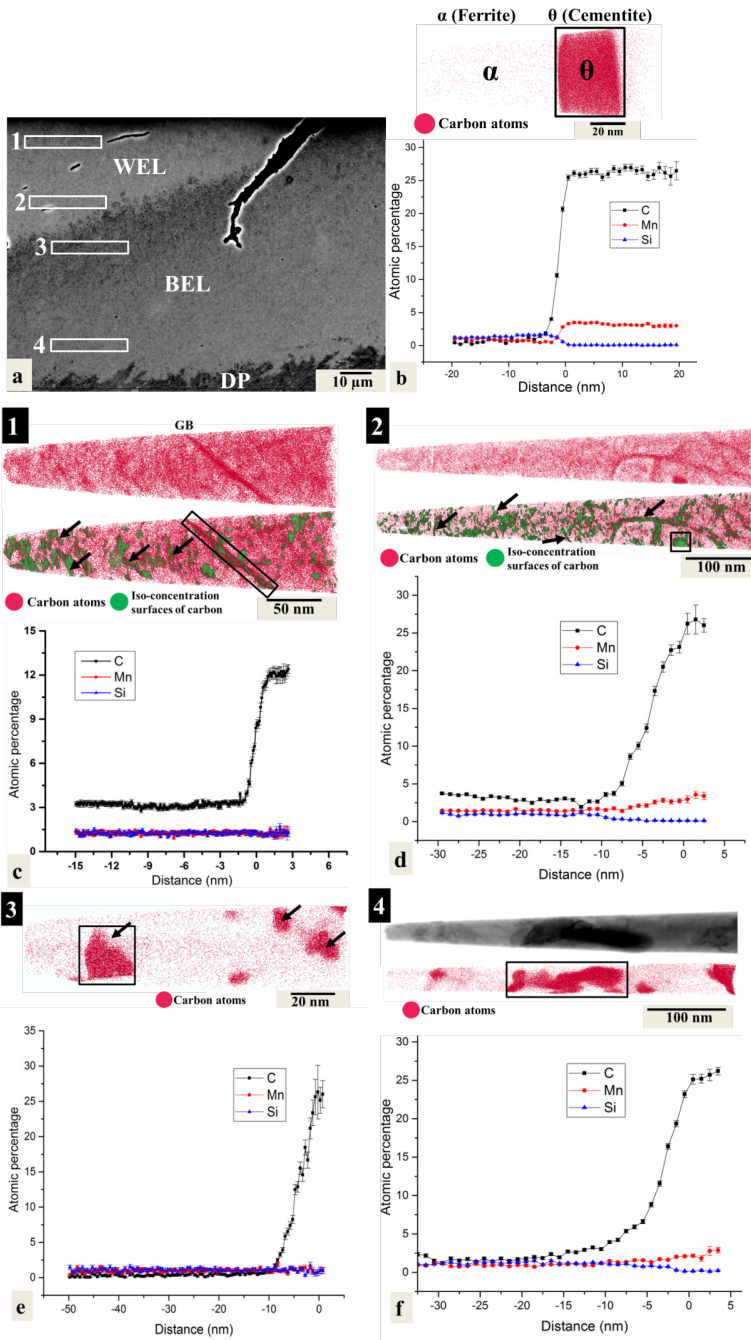 α (Ferrite) θ (Cementite)
α θ
Carbon atoms
20 nm
1
WEL
2
3
BEL
4
DP
a
10 µm
30
25
20
15
10
5
0
Atomic percentage
C
Mn
Si
-20 -10 0 10 20
Distance (nm)
b
1
GB
Carbon atoms
Iso-concentration
surfaces of carbon
50 nm
15
12
9
6
3
0
Atomic percentage
C
Mn
Si
-15 -12 -9 -6 -3 0 3 6
Distance (nm)
c
2
Carbon atoms
Iso-concentration
surfaces of carbon
100 nm
30
25
20
15
10
5
0
Atomic percentage
C
Mn
Si
-30 -25 -20 -15 -10 -5 0 5
Distance (nm)
d
3
Carbon atoms
20 nm
35
30
25
20
15
10
5
0
Atomic percentage
C
Mn
Si
-50 -40 -30 -20 -10 0
Distance (nm)
e
4
Carbon atoms
100 nm
30
25
20
15
10
5
0
Atomic percentage
C
Mn
Si
-30 -25 -20 -15 -10 -5 0 5
Distance (nm)
f